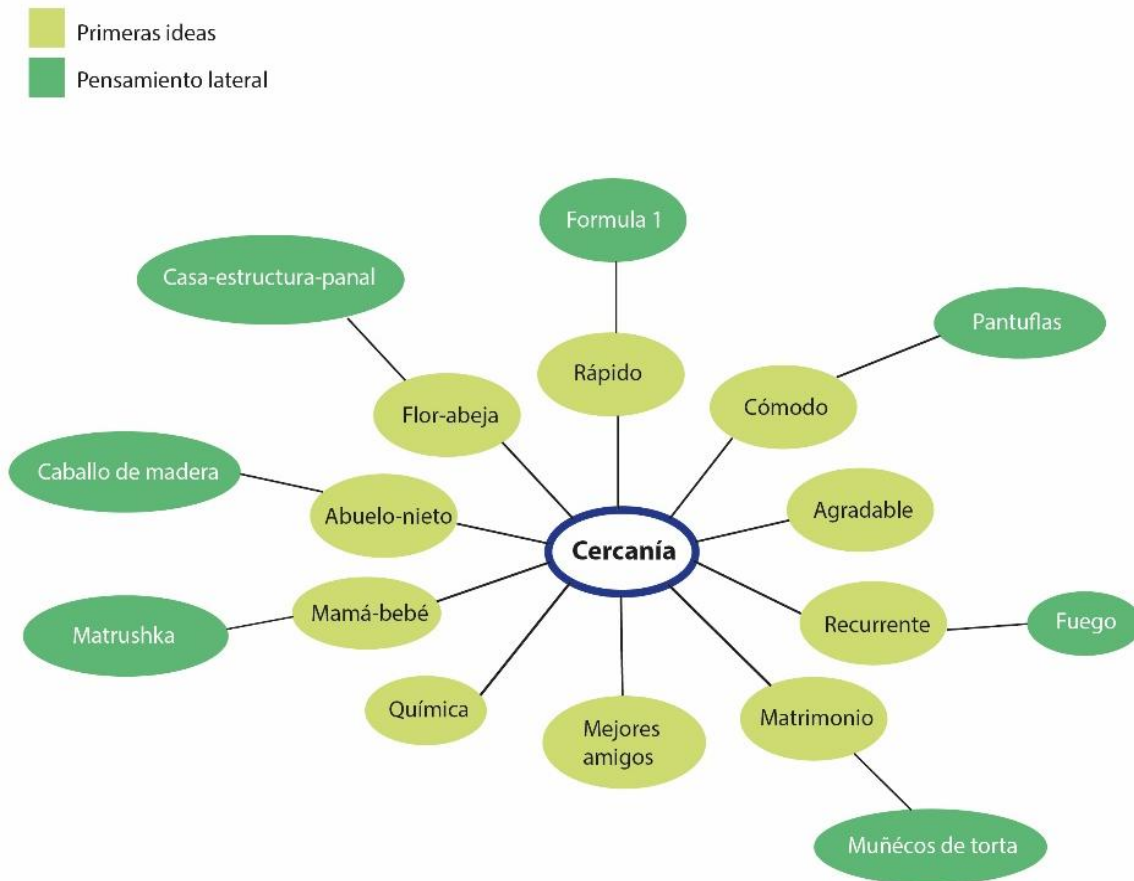 Primeras ideas
Pensamiento lateral
Formula 1
Casa-estructura-panal
Pantuflas
Rápido
Cómodo
Flor-abeja
Caballo de madera
Abuelo-nieto
Agradable
Cercanía
Matrushka
Mamá-bebé
Recurrente
Fuego
Química
Mejores
amigos
Matrimonio
Muñécos de torta